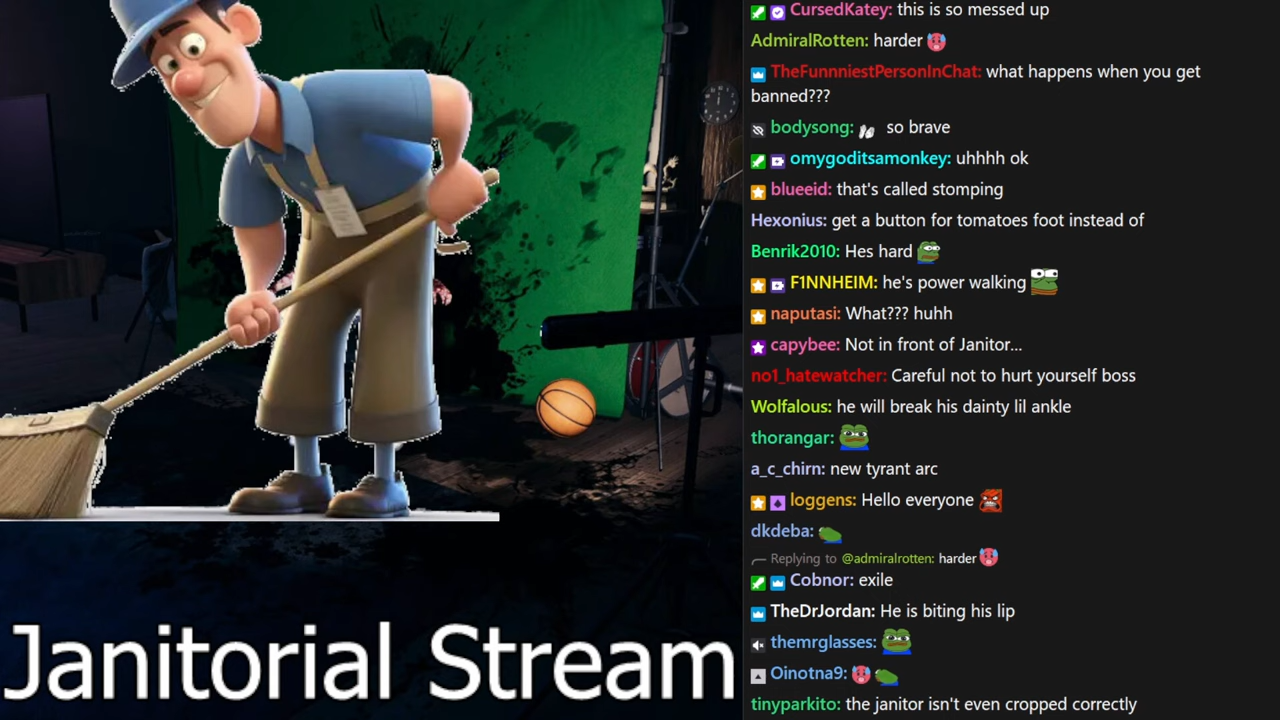 CursedKatey: this is so messed up
AdmiralRotten: harder
TheFunnniestPersonInChat: what happens when you get
banned???
bodysong: so brave
omygoditsamonkey: uhhhh ok
blueeid: that's called stomping
Hexonius: get a button for tomatoes foot instead of
Benrik2010: Hes hard
F1NNHEIM: he's power walking
naputasi: What??? huhh
capybee: Not in front of Janitor...
no1_hatewatcher: Careful not to hurt yourself boss
Wolfalous: he will break his dainty lil ankle
thorangar:
a_c_chirn: new tyrant arc
loggens: Hello everyone
dkdeba:
Replying to @admiralrotten: harder
Cobnor: exile
TheDrJordan: He is biting his lip
themrglasses:
Oinotna9:
tinyparkito: the janitor isn't even cropped correctly
Janitorial Stream